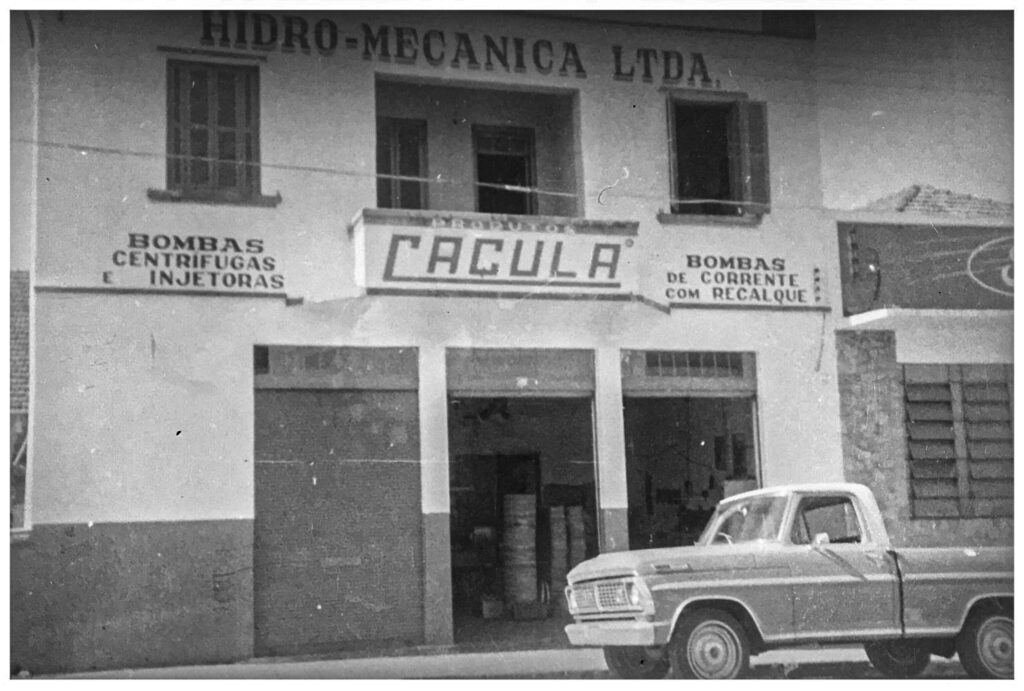 HIDRO-MECANICA LTDA.
PRODUTOS
CAÇULA
BOMBAS
CENTRIFUGAS
E INJETORAS
BOMBAS
DE CORRENTE
COM RECALQUE